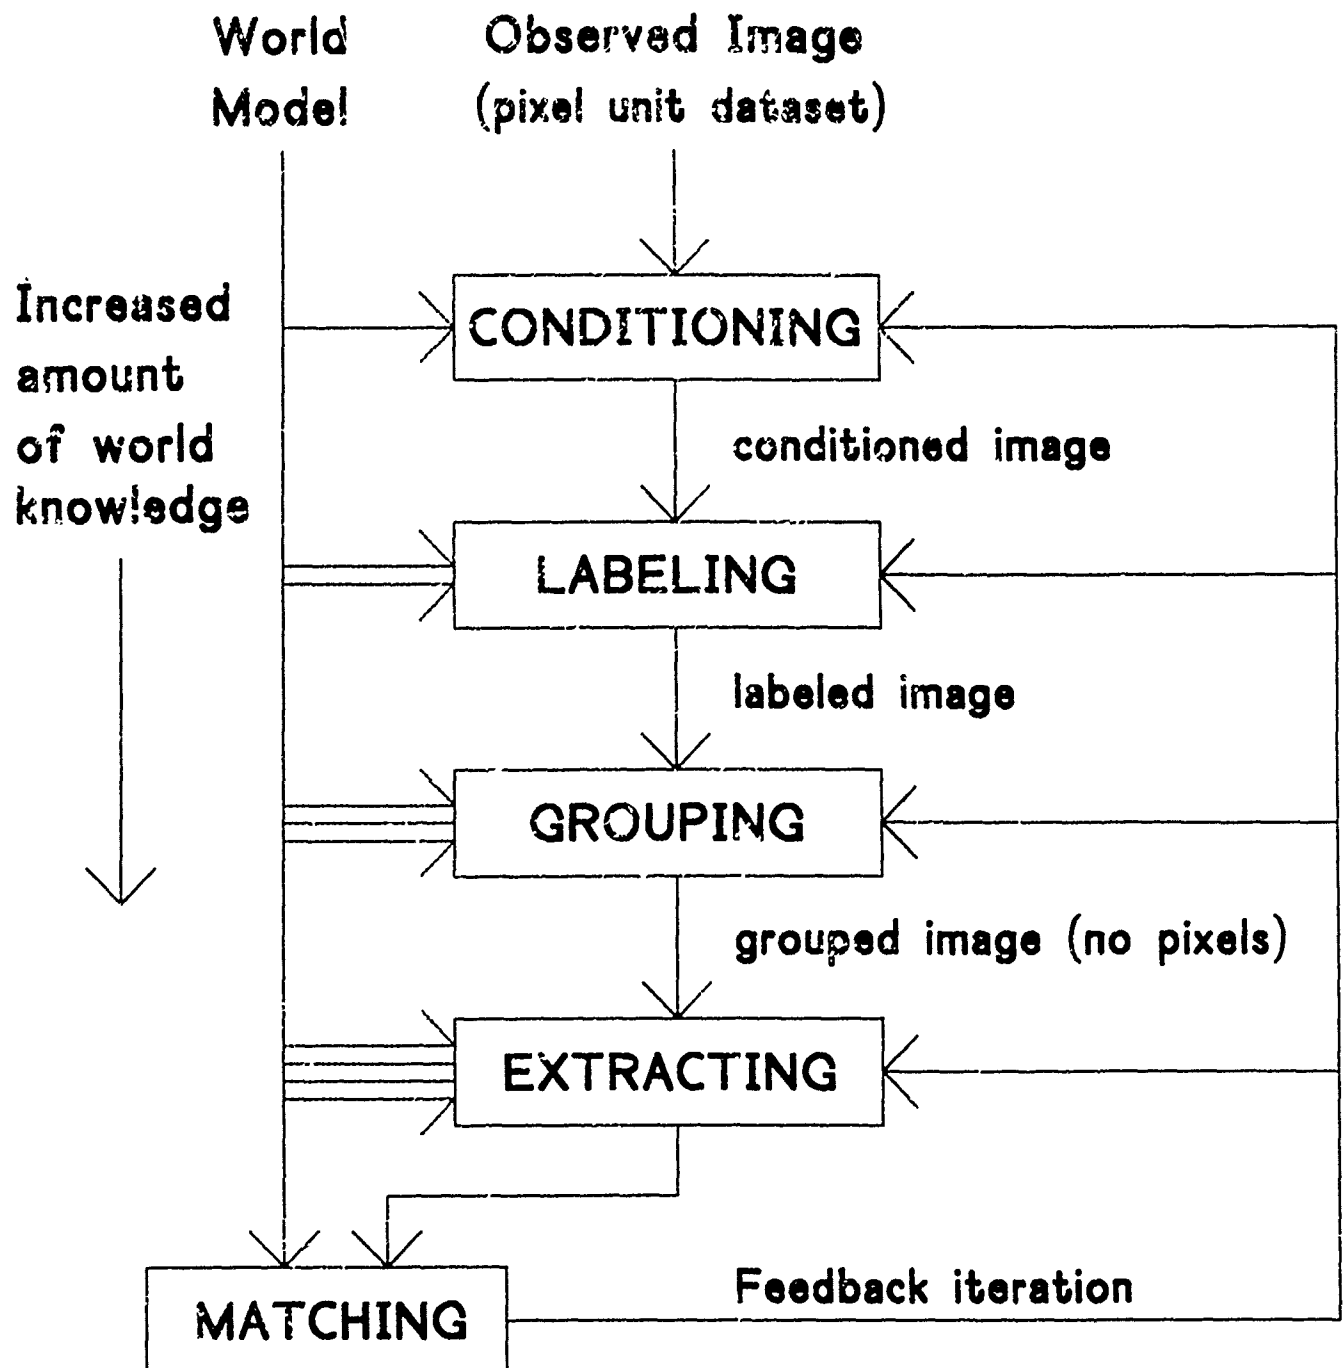 World
Model
Observed Image
(pixel unit dataset)
Increased
amount
of world
knowledge
CONDITIONING
conditioned image
LABELING
labeled image
GROUPING
grouped image (no pixels)
EXTRACTING
MATCHING
Feedback iteration